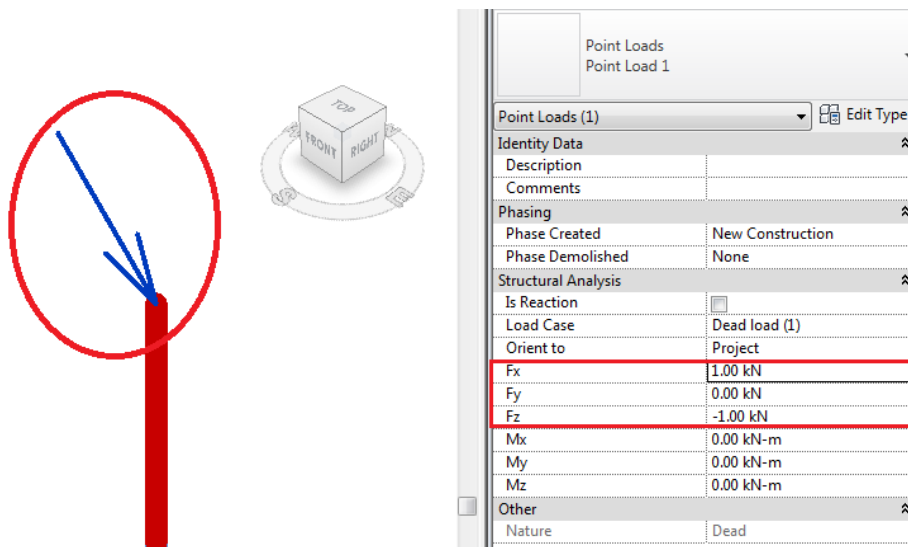 TOP
FRONT
RIGHT
S
E
Point Loads
Point Load 1
Point Loads (1)
Edit Type
Identity Data
Description
Comments
Phasing
Phase Created New Construction
Phase Demolished None
Structural Analysis
Is Reaction
Load Case Dead load (1)
Orient to Project
Fx 1.00 kN
Fy 0.00 kN
Fz -1.00 kN
Mx 0.00 kN-m
My 0.00 kN-m
Mz 0.00 kN-m
Other
Nature Dead